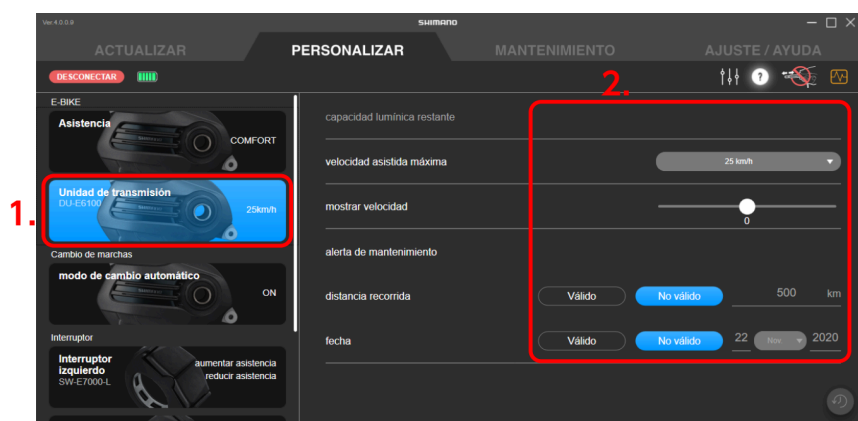 Ver.4.0.0.0
SHIMANO
ACTUALIZAR
PERSONALIZAR
MANTENIMIENTO
AJUSTE / AYUDA
DESCONECTAR
?
2.
E-BIKE
Asistencia
COMFORT
1.
Unidad de transmisión
DU-E6100
25km/h
Cambio de marchas
modo de cambio automático
ON
Interruptor
Interruptor
izquierdo
SW-E7000-L
aumentar asistencia
reducir asistencia
capacidad lumínica restante
velocidad asistida máxima
25 km/h
mostrar velocidad
0
alerta de mantenimiento
distancia recorrida
Válido
No válido
500 km
fecha
Válido
No válido
22 Nov. 2020